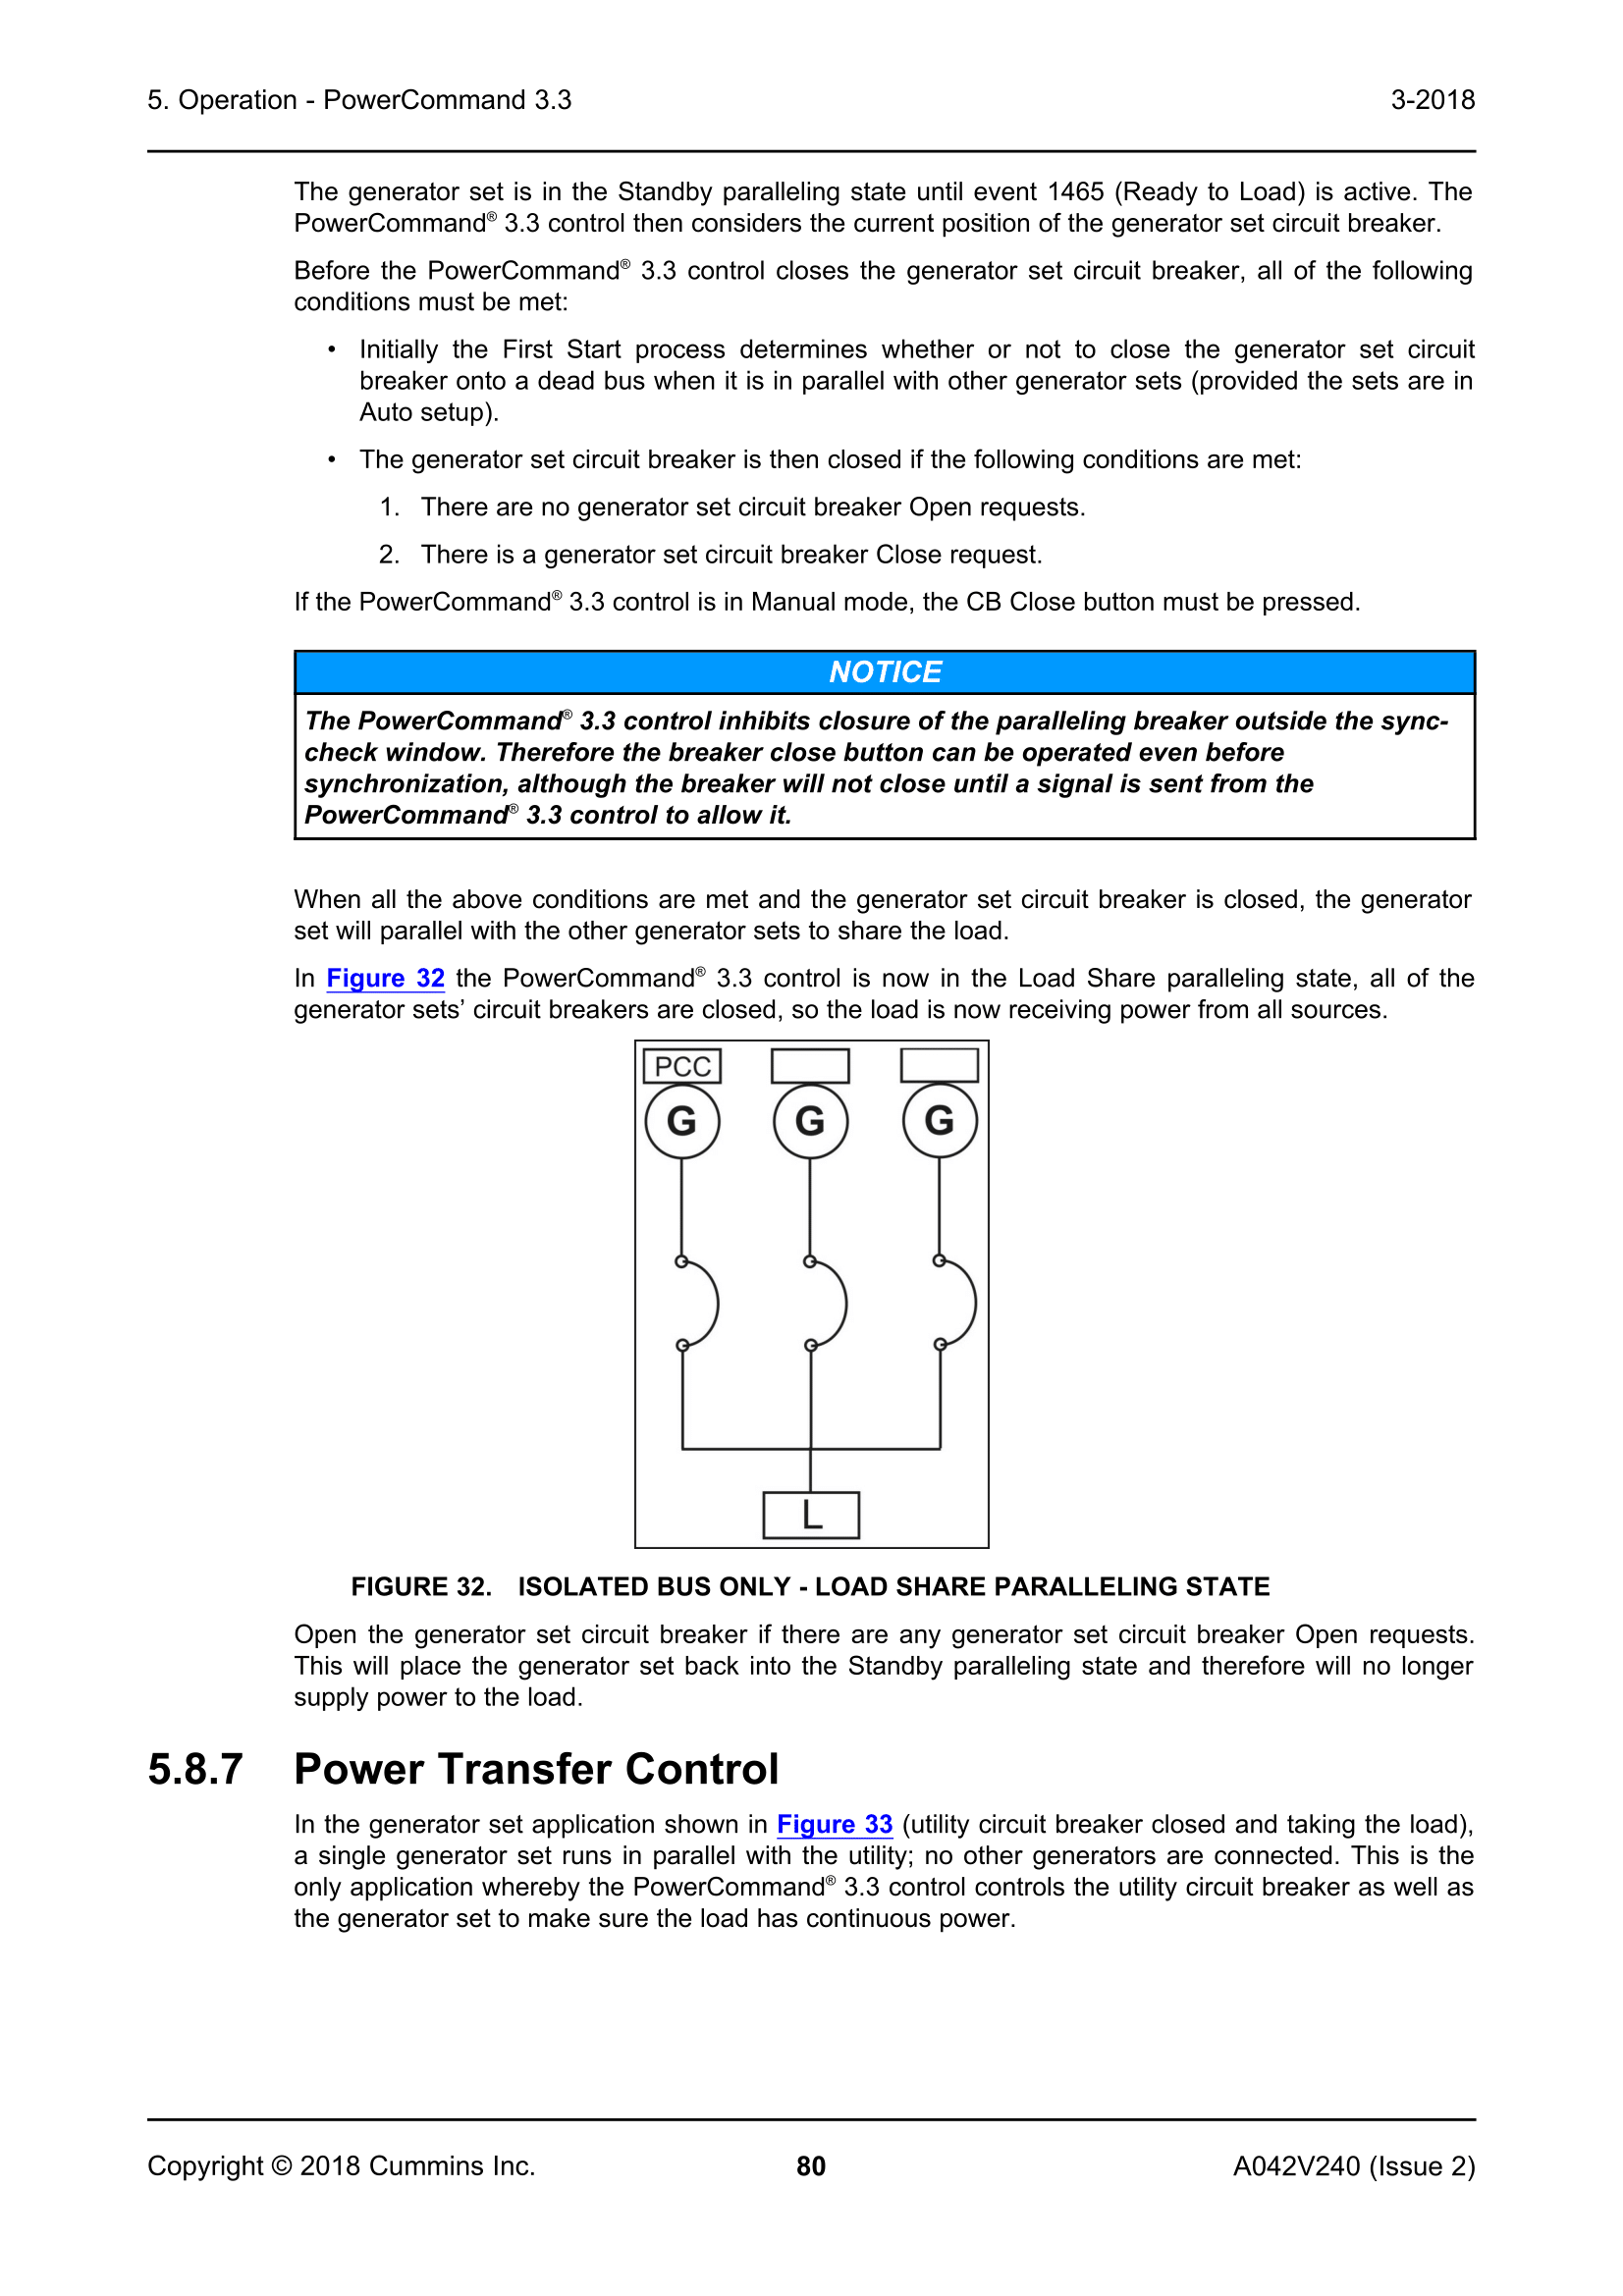 5. Operation - PowerCommand 3.3
3-2018
The generator set is in the Standby paralleling state until event 1465 (Ready to Load) is active. The
PowerCommand® 3.3 control then considers the current position of the generator set circuit breaker.
Before the PowerCommand® 3.3 control closes the generator set circuit breaker, all of the following
conditions must be met:
• Initially the First Start process determines whether or not to close the generator set circuit
breaker onto a dead bus when it is in parallel with other generator sets (provided the sets are in
Auto setup).
• The generator set circuit breaker is then closed if the following conditions are met:
1. There are no generator set circuit breaker Open requests.
2. There is a generator set circuit breaker Close request.
If the PowerCommand® 3.3 control is in Manual mode, the CB Close button must be pressed.
NOTICE
The PowerCommand® 3.3 control inhibits closure of the paralleling breaker outside the sync-
check window. Therefore the breaker close button can be operated even before
synchronization, although the breaker will not close until a signal is sent from the
PowerCommand® 3.3 control to allow it.
When all the above conditions are met and the generator set circuit breaker is closed, the generator
set will parallel with the other generator sets to share the load.
In Figure 32 the PowerCommand® 3.3 control is now in the Load Share paralleling state, all of the
generator sets’ circuit breakers are closed, so the load is now receiving power from all sources.
PCC
G G G
L
FIGURE 32. ISOLATED BUS ONLY - LOAD SHARE PARALLELING STATE
Open the generator set circuit breaker if there are any generator set circuit breaker Open requests.
This will place the generator set back into the Standby paralleling state and therefore will no longer
supply power to the load.
5.8.7 Power Transfer Control
In the generator set application shown in Figure 33 (utility circuit breaker closed and taking the load),
a single generator set runs in parallel with the utility; no other generators are connected. This is the
only application whereby the PowerCommand® 3.3 control controls the utility circuit breaker as well as
the generator set to make sure the load has continuous power.
Copyright © 2018 Cummins Inc.
80
A042V240 (Issue 2)